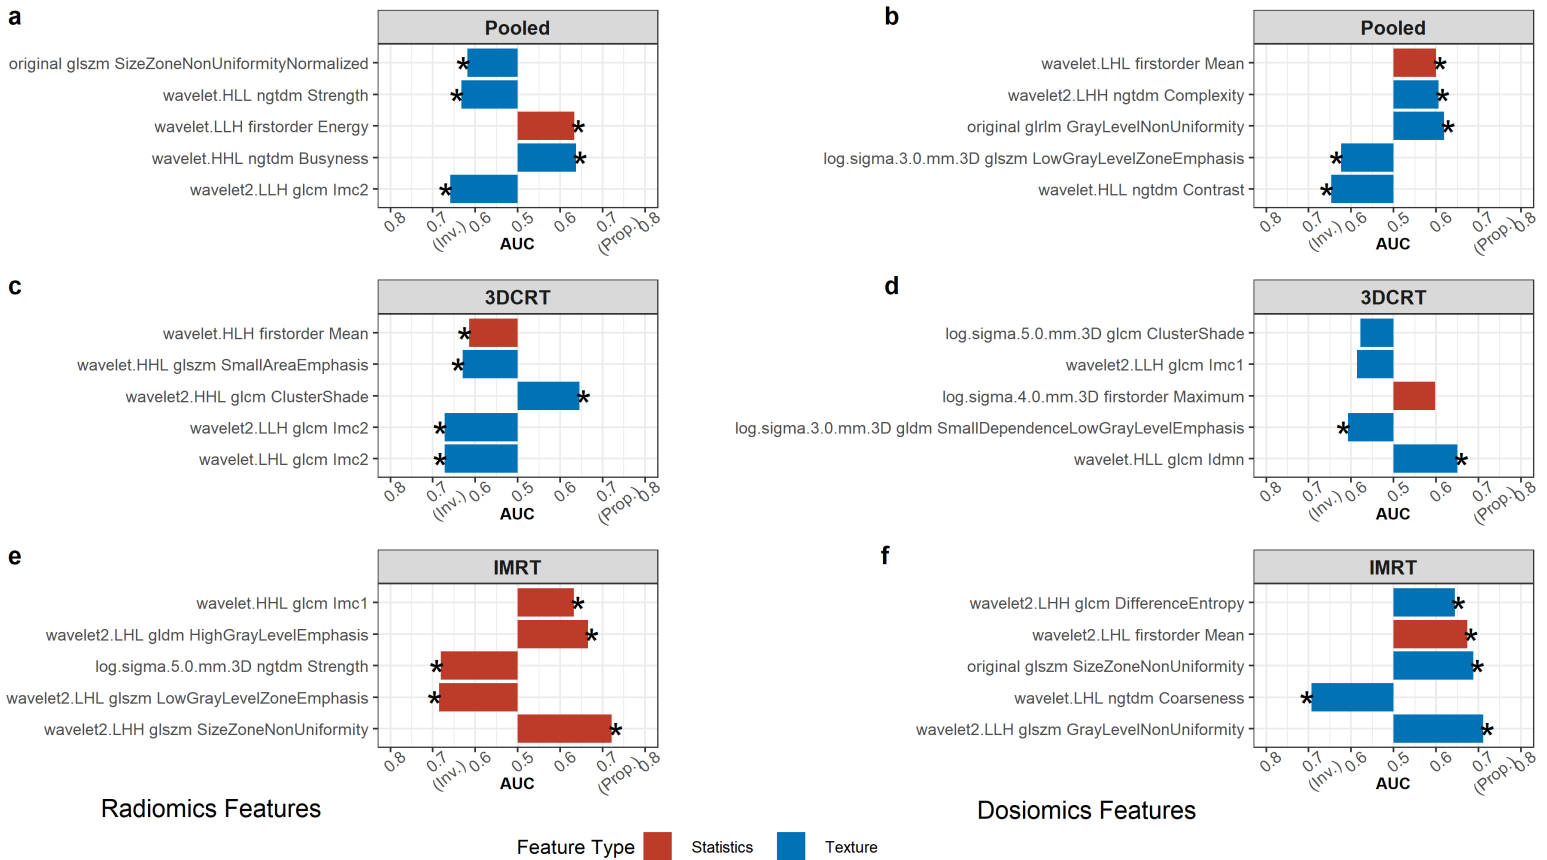 a
Pooled
original glszm SizeZoneNonUniformityNormalized
wavelet.HLL ngtdm Strength
wavelet.LLH firstorder Energy
wavelet.HHL ngtdm Busyness
wavelet2.LLH glcm Imc2
0.8 0.7 (Inv.) 0.6 0.5 0.6 0.7 (Prop.) 0.8
AUC
b
Pooled
wavelet.LHL firstorder Mean
wavelet2.LHH ngtdm Complexity
original glrlm GrayLevelNonUniformity
log.sigma.3.0.mm.3D glszm LowGrayLevelZoneEmphasis
wavelet.HLL ngtdm Contrast
0.8 0.7 (Inv.) 0.6 0.5 0.6 0.7 (Prop.) 0.8
AUC
c
3DCRT
wavelet.HLH firstorder Mean
wavelet.HHL glszm SmallAreaEmphasis
wavelet2.HHL glcm ClusterShade
wavelet2.LLH glcm Imc2
wavelet.LHL glcm Imc2
0.8 0.7 (Inv.) 0.6 0.5 0.6 0.7 (Prop.) 0.8
AUC
d
3DCRT
log.sigma.5.0.mm.3D glcm ClusterShade
wavelet2.LLH glcm Imc1
log.sigma.4.0.mm.3D firstorder Maximum
log.sigma.3.0.mm.3D gldm SmallDependenceLowGrayLevelEmphasis
wavelet.HLL glcm Idmn
0.8 0.7 (Inv.) 0.6 0.5 0.6 0.7 (Prop.) 0.8
AUC
e
IMRT
wavelet.HHL glcm Imc1
wavelet2.LHL gldm HighGrayLevelEmphasis
log.sigma.5.0.mm.3D ngtdm Strength
wavelet2.LHL glszm LowGrayLevelZoneEmphasis
wavelet2.LHH glszm SizeZoneNonUniformity
0.8 0.7 (Inv.) 0.6 0.5 0.6 0.7 (Prop.) 0.8
AUC
f
IMRT
wavelet2.LHH glcm DifferenceEntropy
wavelet2.LHL firstorder Mean
original glszm SizeZoneNonUniformity
wavelet.LHL ngtdm Coarseness
wavelet2.LLH glszm GrayLevelNonUniformity
0.8 0.7 (Inv.) 0.6 0.5 0.6 0.7 (Prop.) 0.8
AUC
Radiomics Features
Dosiomics Features
Feature Type Statistics Texture